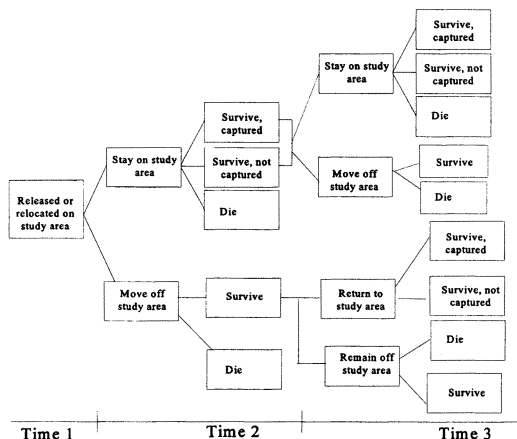 Released or
relocated on
study area
Stay on study
area
Move off
study area
Survive,
captured
Survive, not
captured
Die
Survive
Die
Stay on study
area
Move off
study area
Return to
study area
Remain off
study area
Survive,
captured
Survive, not
captured
Die
Survive
Die
Survive,
captured
Survive, not
captured
Die
Survive
Time 1
Time 2
Time 3